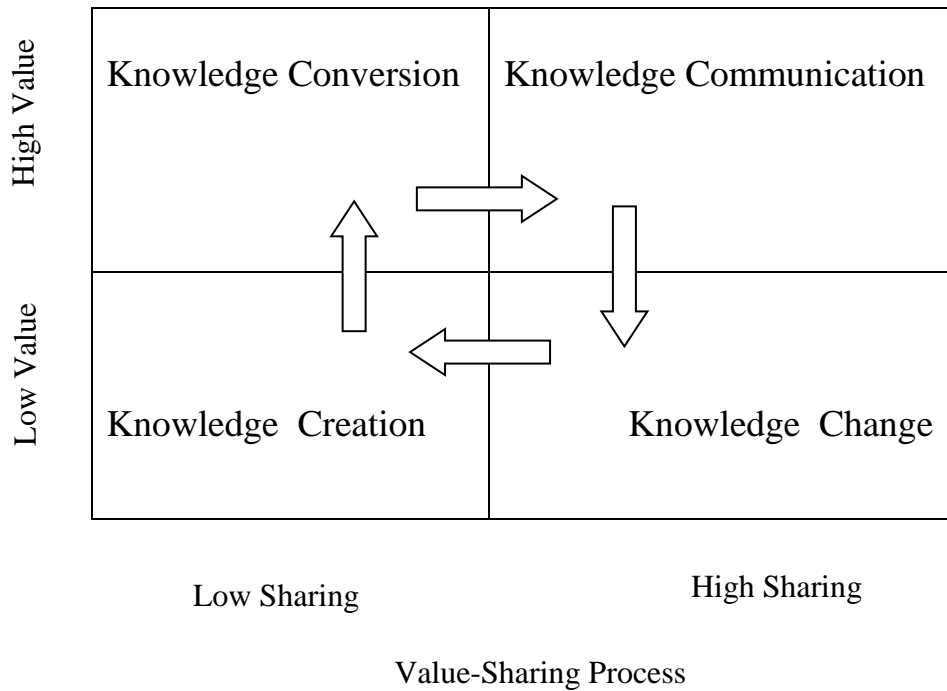 High Value
Knowledge Conversion
Knowledge Communication
Low Value
Knowledge Creation
Knowledge Change
Low Sharing
High Sharing
Value-Sharing Process